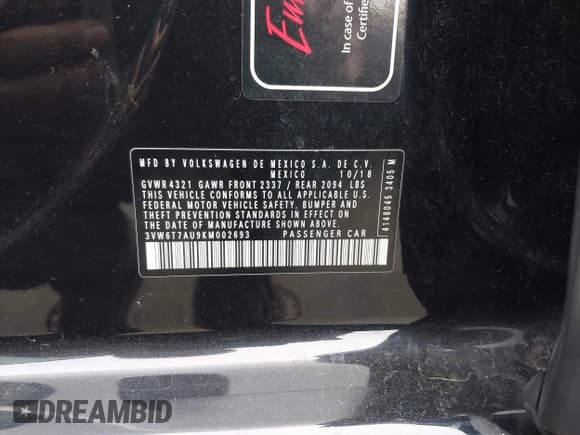 Em
In case of
Certifie
MFD BY VOLKSWAGEN DE MEXICO S.A. DE C.V.
MEXICO 10/18
GVWR 4321 GAWR FRONT 2337 / REAR 2094 LBS
THIS VEHICLE CONFORMS TO ALL APPLICABLE U.S.
FEDERAL MOTOR VEHICLE SAFETY, BUMPER AND
THEFT PREVENTION STANDARDS IN EFFECT ON
THE DATE OF MANUFACTURE SHOWN ABOVE.
3VW6T7AU9KM002693 PASSENGER CAR
4148045 3405 M
DREAMBID